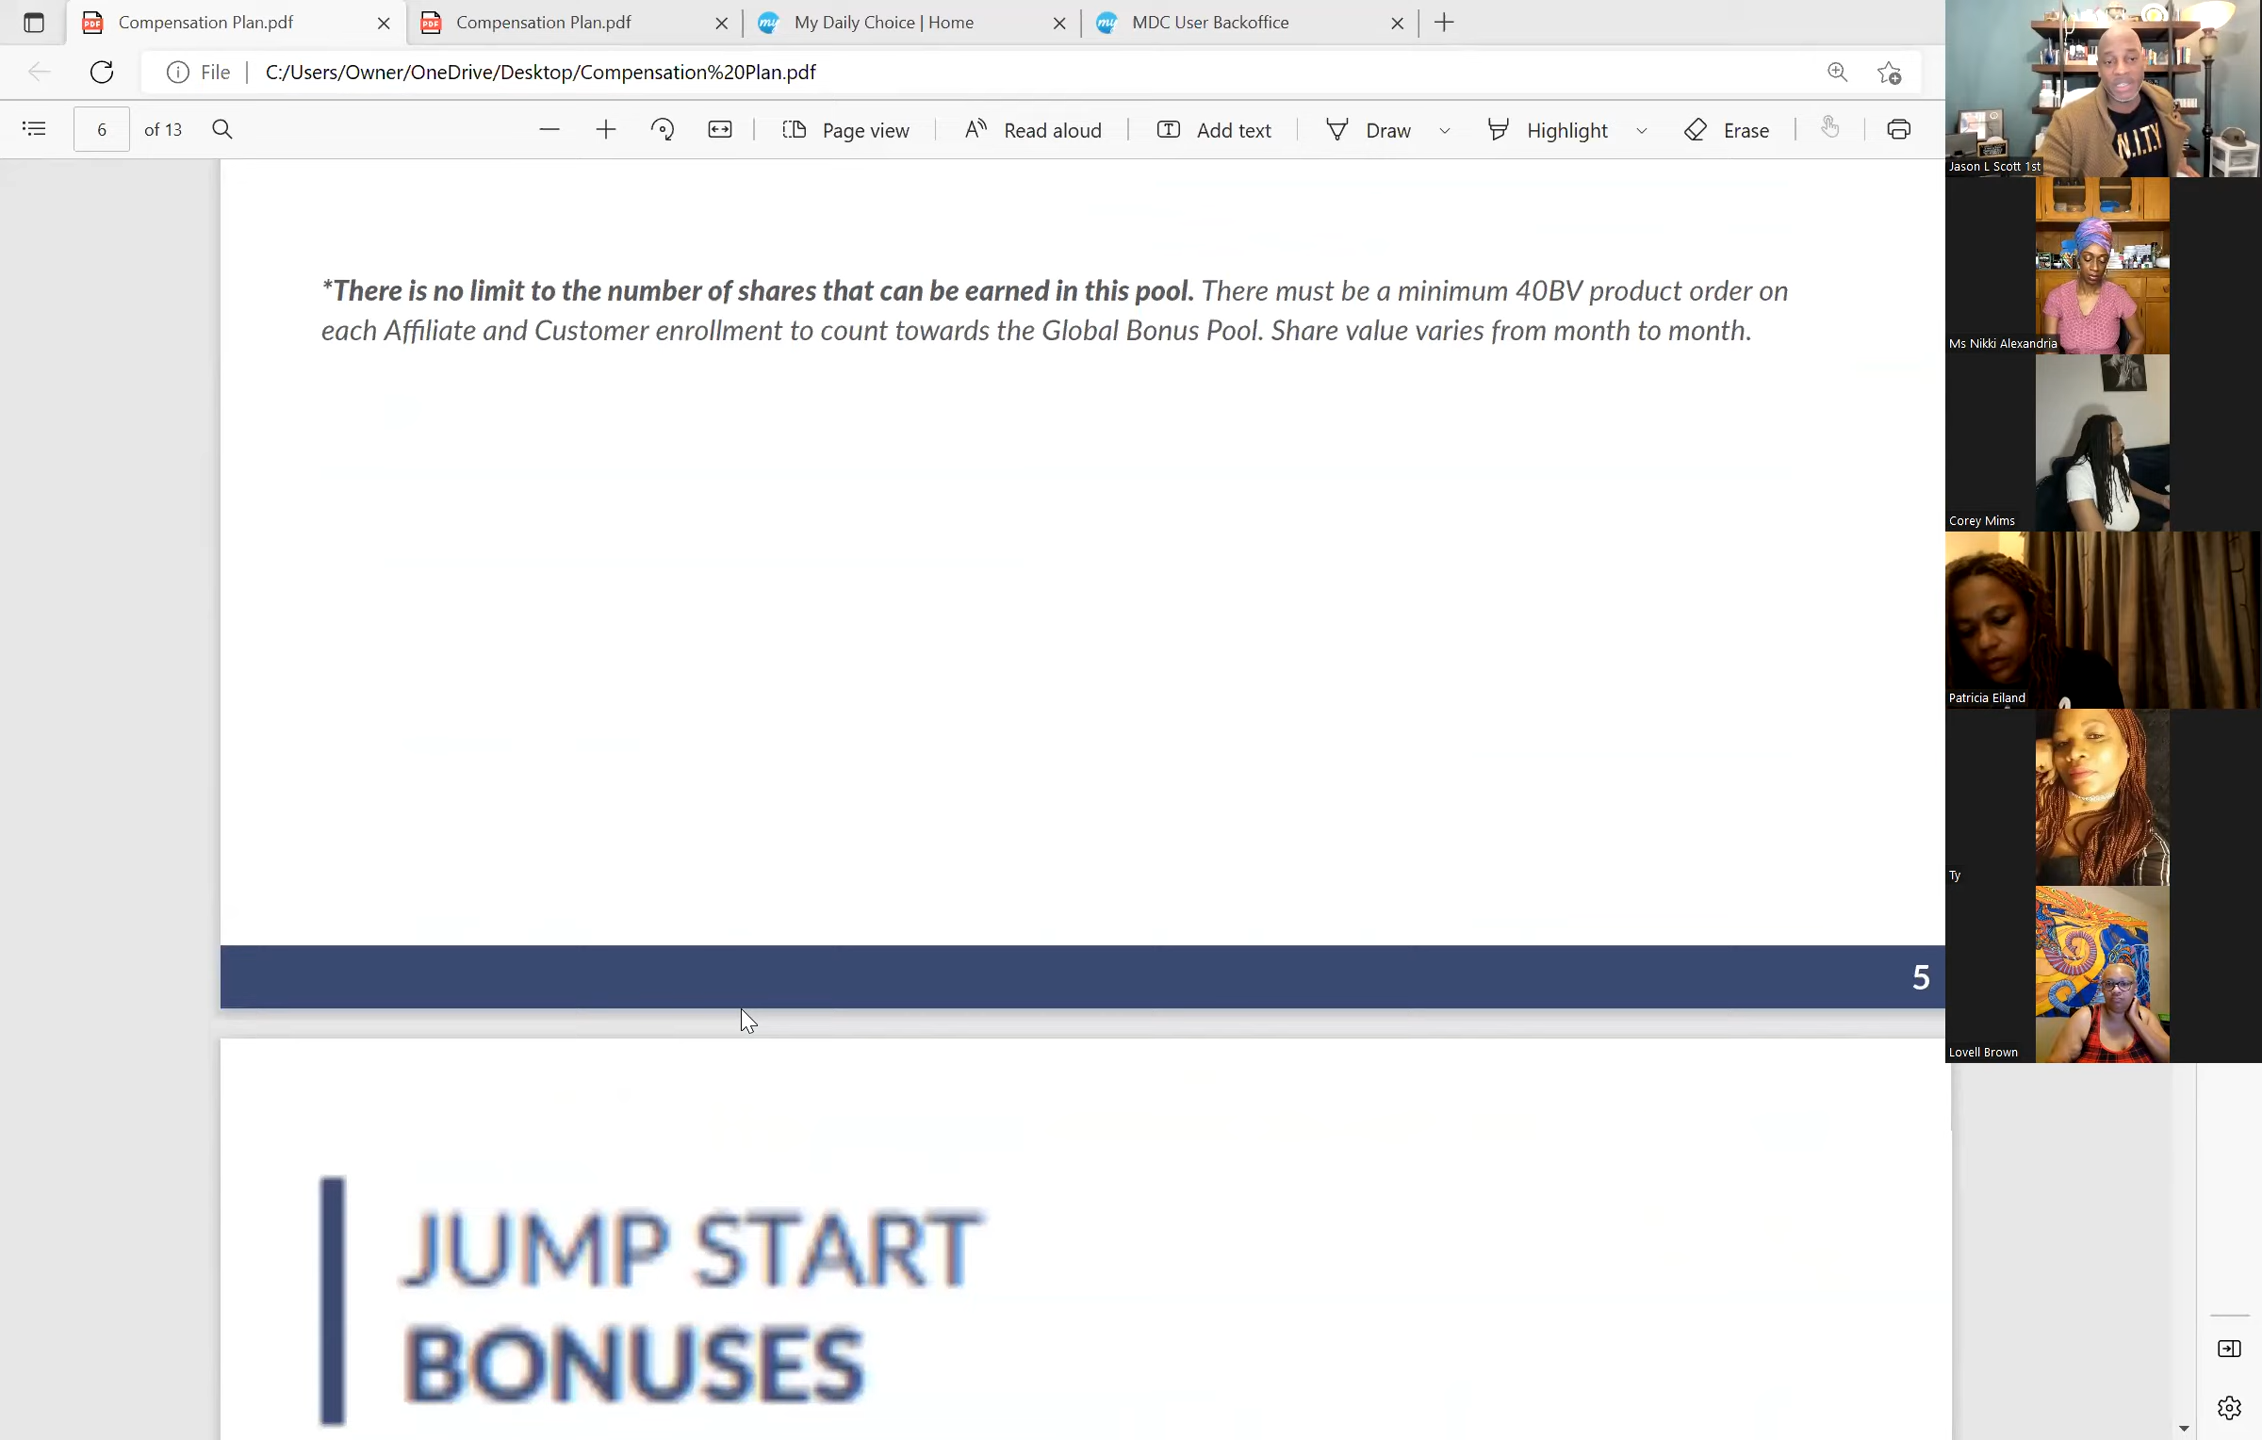 Compensation Plan.pdf
Compensation Plan.pdf
My Daily Choice | Home
MDC User Backoffice
File
C:/Users/Owner/OneDrive/Desktop/Compensation%20Plan.pdf
6 of 13
Page view
Read aloud
Add text
Draw
Highlight
Erase
*There is no limit to the number of shares that can be earned in this pool. There must be a minimum 40BV product order on
each Affiliate and Customer enrollment to count towards the Global Bonus Pool. Share value varies from month to month.
5
JUMP START
BONUSES
N.I.T.Y
Jason L Scott 1st
Ms Nikki Alexandria
Corey Mims
Patricia Eiland
Ty
Lovell Brown